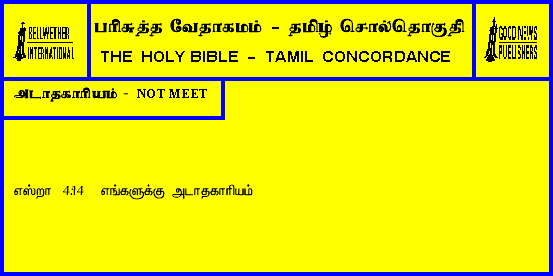 BELLWETHER
INTERNATIONAL
பரிசுத்த வேதாகமம் - தமிழ் சொல்தொகுதி
THE HOLY BIBLE - TAMIL CONCORDANCE
GOOD NEWS
PUBLISHERS
அடாதகாரியம் - NOT MEET
எஸ்றா 4:14 எங்களுக்கு அடாதகாரியம்